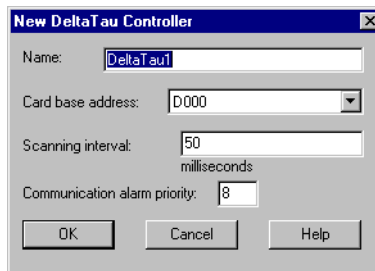 New DeltaTau Controller
Name: DeltaTau1
Card base address: D000
Scanning interval: 50
milliseconds
Communication alarm priority: 8
OK Cancel Help